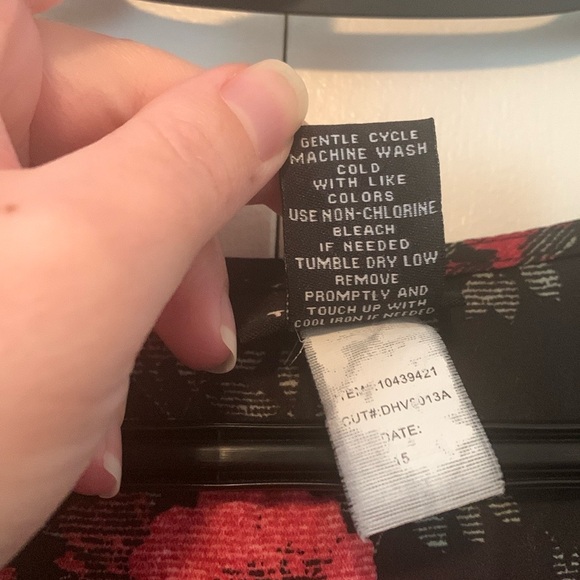 GENTLE CYCLE
MACHINE WASH
COLD
WITH LIKE
COLORS
USE NON-CHLORINE
BLEACH
IF NEEDED
TUMBLE DRY LOW
REMOVE
PROMPTLY AND
TOUCH UP WITH
COOL IRON IF NEEDED
:10439421
CUT#:
DATE:
15